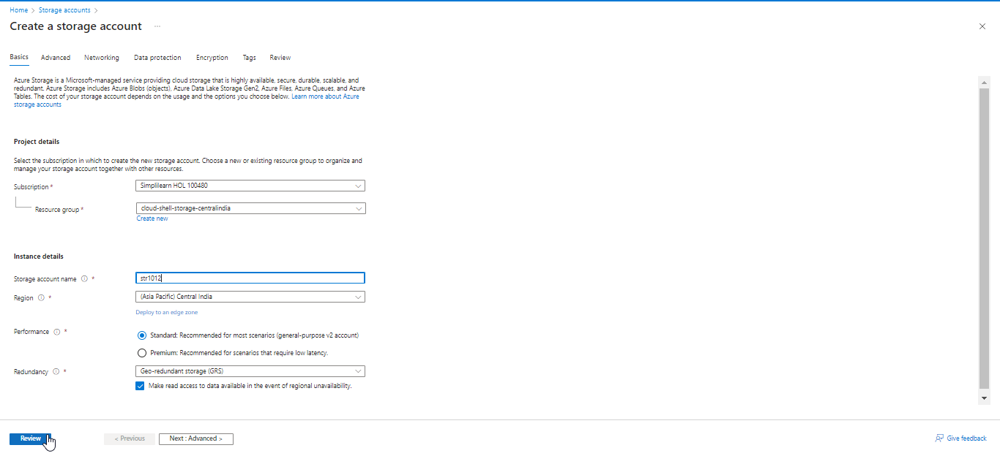 Home > Storage accounts >
Create a storage account ...
Basics Advanced Networking Data protection Encryption Tags Review
Azure Storage is a Microsoft-managed service providing cloud storage that is highly available, secure, durable, scalable, and
redundant. Azure Storage includes Azure Blobs (objects), Azure Data Lake Storage Gen2, Azure Files, Azure Queues, and Azure
Tables. The cost of your storage account depends on the usage and the options you choose below. Learn more about Azure
storage accounts
Project details
Select the subscription in which to create the new storage account. Choose a new or existing resource group to organize and
manage your storage account together with other resources.
Subscription * Simplilearn HOL 100480
Resource group * cloud-shell-storage-centralindia
Create new
Instance details
Storage account name * str1012
Region * (Asia Pacific) Central India
Deploy to an edge zone
Performance * Standard: Recommended for most scenarios (general-purpose v2 account)
Premium: Recommended for scenarios that require low latency.
Redundancy * Geo-redundant storage (GRS)
Make read access to data available in the event of regional unavailability.
Review < Previous Next : Advanced > Give feedback